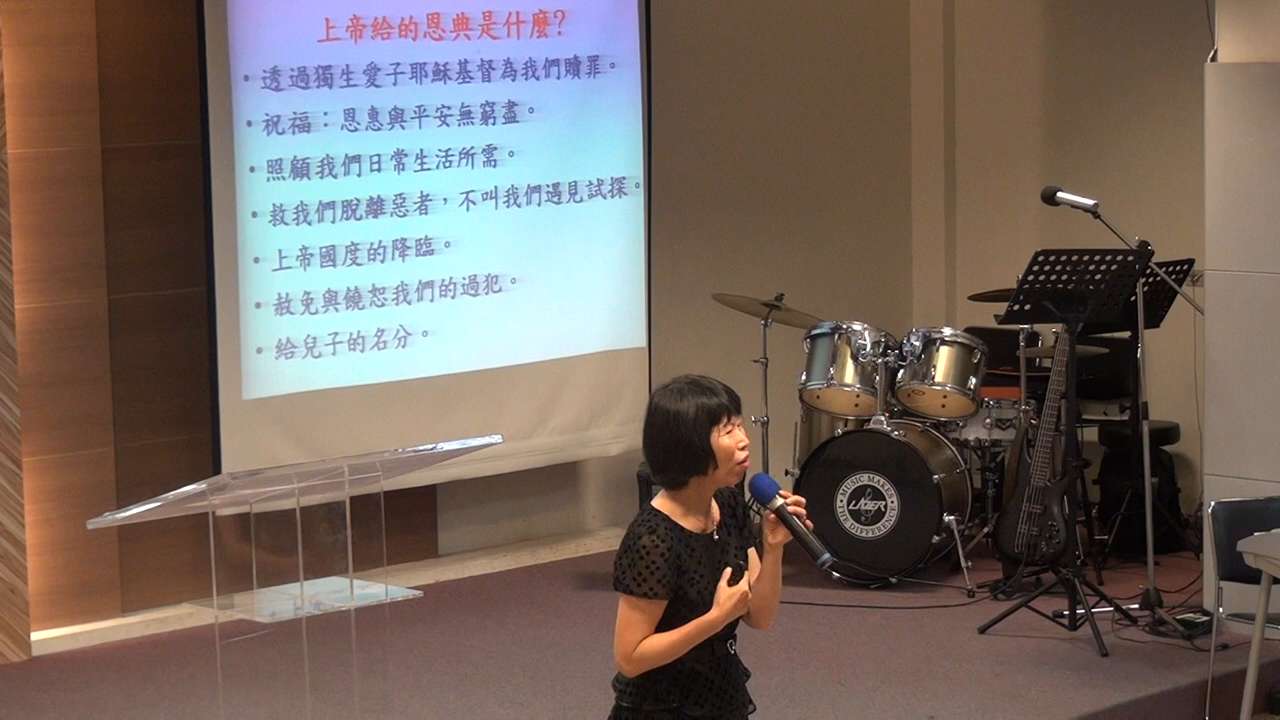 上帝給的恩典是什麼?
• 透過獨生愛子耶穌基督為我們贖罪。
• 祝福：恩惠與平安無窮盡。
• 照顧我們日常生活所需。
• 救我們脫離惡者，不叫我們遇見試探。
• 上帝國度的降臨。
• 赦免與饒恕我們的過犯。
• 給兒子的名分。
MUSIC MAKES
THE DIFFERENCE